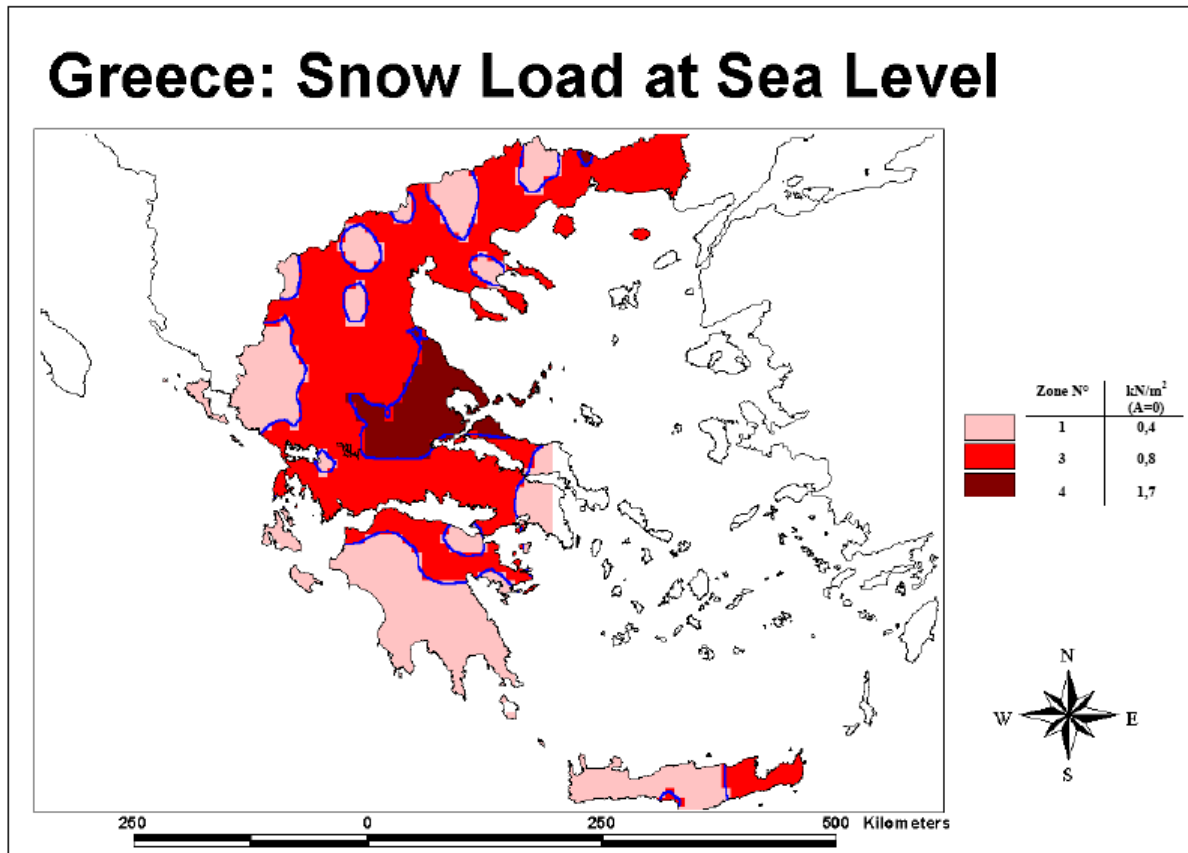 Greece: Snow Load at Sea Level
Zone N° kN/m²
(A=0)
1 0,4
3 0,8
4 1,7
N
W E
S
250 0 250 500 Kilometers